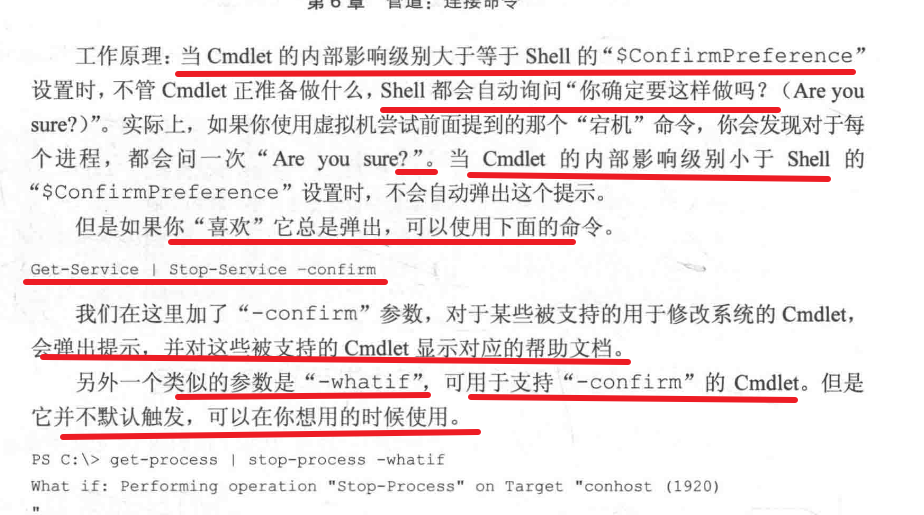 第6章 管道：连接命令
工作原理：当 Cmdlet 的内部影响级别大于等于 Shell 的“$ConfirmPreference”
设置时，不管 Cmdlet 正准备做什么，Shell 都会自动询问“你确定要这样做吗？（Are you
sure?）”。实际上，如果你使用虚拟机尝试前面提到的那个“宕机”命令，你会发现对于每
个进程，都会问一次“Are you sure?”。当 Cmdlet 的内部影响级别小于 Shell 的
“$ConfirmPreference”设置时，不会自动弹出这个提示。
但是如果你“喜欢”它总是弹出，可以使用下面的命令。
Get-Service | Stop-Service –confirm
我们在这里加了“-confirm”参数，对于某些被支持的用于修改系统的 Cmdlet，
会弹出提示，并对这些被支持的 Cmdlet 显示对应的帮助文档。
另外一个类似的参数是“-whatif”，可用于支持“-confirm”的 Cmdlet。但是
它并不默认触发，可以在你想用的时候使用。
PS C:\> get-process | stop-process -whatif
What if: Performing operation "Stop-Process" on Target "conhost (1920)
"